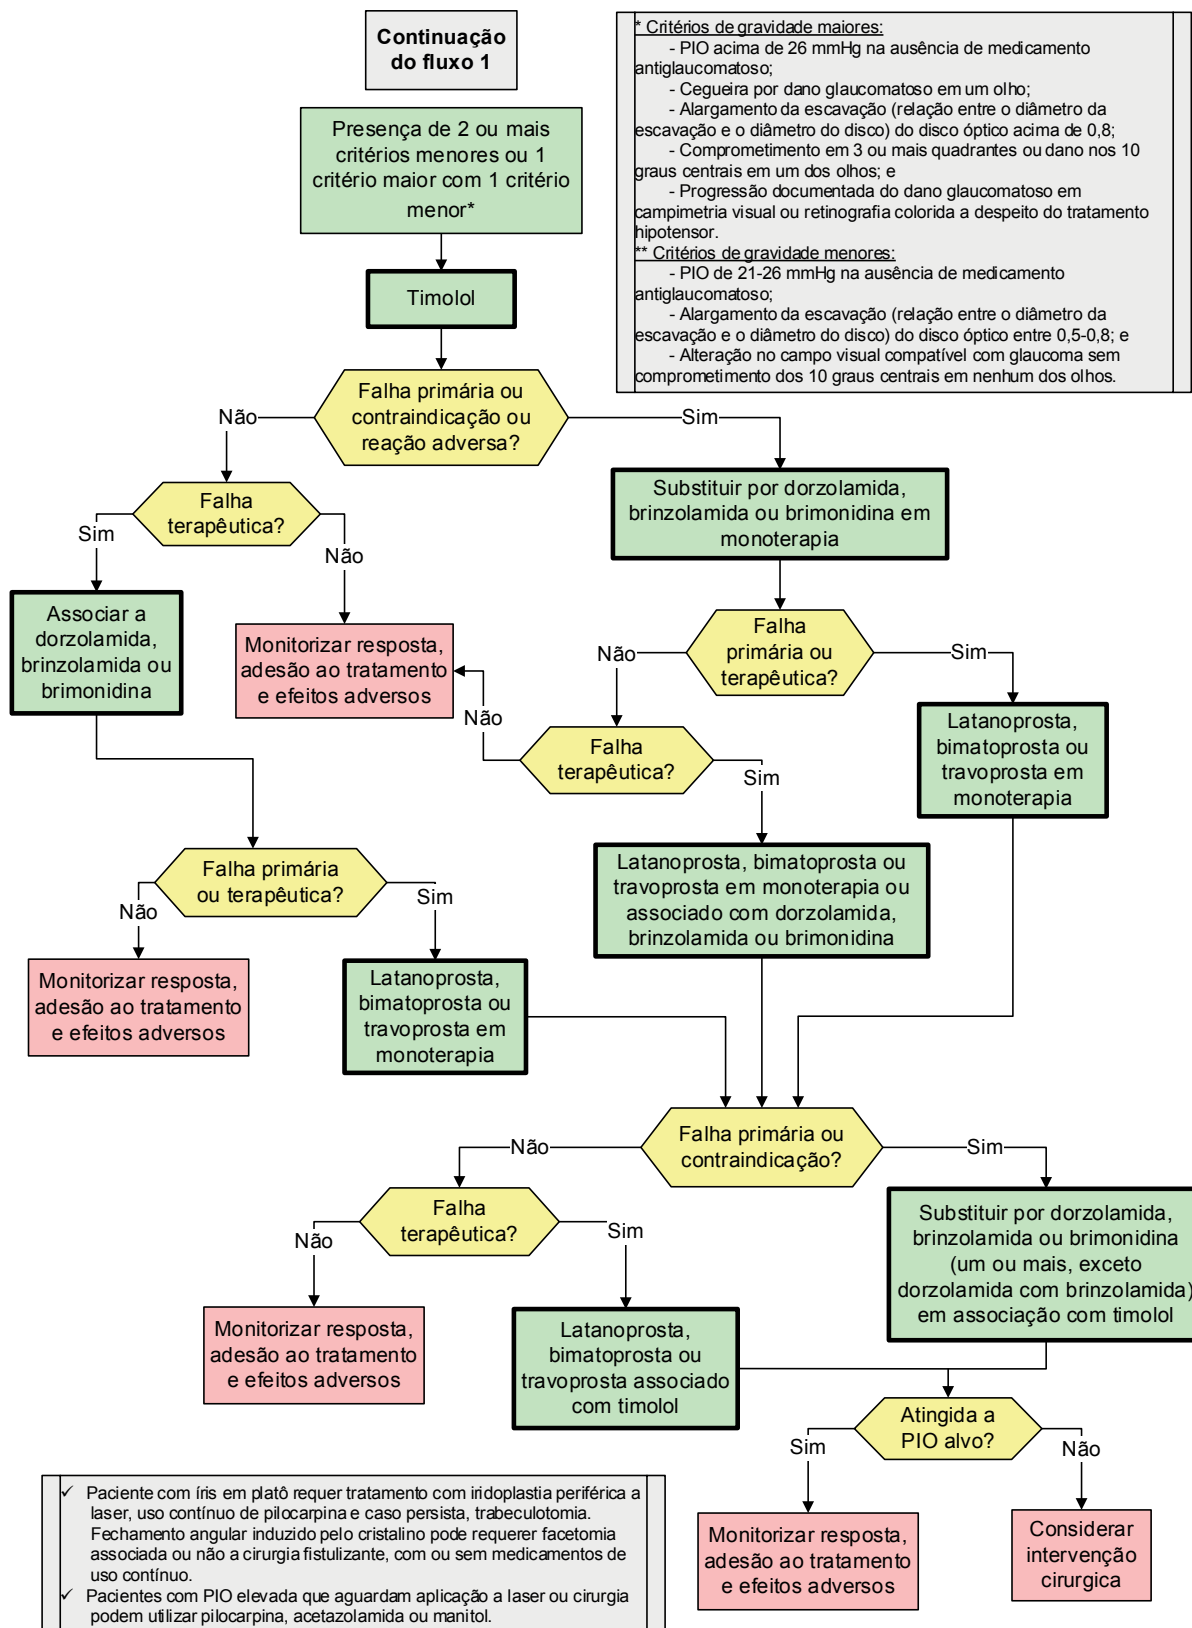 Continuação
do fluxo 1
* Critérios de gravidade maiores:
- PIO acima de 26 mmHg na ausência de medicamento
antiglaucomatoso;
- Cegueira por dano glaucomatoso em um olho;
- Alargamento da escavação (relação entre o diâmetro da
escavação e o diâmetro do disco) do disco óptico acima de 0,8;
- Comprometimento em 3 ou mais quadrantes ou dano nos 10
graus centrais em um dos olhos; e
- Progressão documentada do dano glaucomatoso em
campimetria visual ou retinografia colorida a despeito do tratamento
hipotensor.
** Critérios de gravidade menores:
- PIO de 21-26 mmHg na ausência de medicamento
antiglaucomatoso;
- Alargamento da escavação (relação entre o diâmetro da
escavação e o diâmetro do disco) do disco óptico entre 0,5-0,8; e
- Alteração no campo visual compatível com glaucoma sem
comprometimento dos 10 graus centrais em nenhum dos olhos.
Presença de 2 ou mais
critérios menores ou 1
critério maior com 1 critério
menor*
Timolol
Falha primária ou
contraindicação ou
reação adversa?
Não
Sim
Falha
terapêutica?
Sim
Não
Substituir por dorzolamida,
brinzolamida ou brimonidina em
monoterapia
Associar a
dorzolamida,
brinzolamida ou
brimonidina
Monitorizar resposta,
adesão ao tratamento
e efeitos adversos
Falha
primária ou
terapêutica?
Não
Sim
Não
Falha
terapêutica?
Sim
Latanoprosta,
bimatoprosta ou
travoprosta em
monoterapia
Falha primária
ou terapêutica?
Não
Sim
Latanoprosta, bimatoprosta ou
travoprosta em monoterapia ou
associado com dorzolamida,
brinzolamida ou brimonidina
Monitorizar resposta,
adesão ao tratamento
e efeitos adversos
Latanoprosta,
bimatoprosta ou
travoprosta em
monoterapia
Falha primária ou
contraindicação?
Não
Sim
Falha
terapêutica?
Não
Sim
Substituir por dorzolamida,
brinzolamida ou brimonidina
(um ou mais, exceto
dorzolamida com brinzolamida)
em associação com timolol
Monitorizar resposta,
adesão ao tratamento
e efeitos adversos
Latanoprosta,
bimatoprosta ou
travoprosta associado
com timolol
Atingida a
PIO alvo?
Sim
Não
Monitorizar resposta,
adesão ao tratamento
e efeitos adversos
Considerar
intervenção
cirurgica
✓ Paciente com íris em platô requer tratamento com iridoplastia periférica a
laser, uso contínuo de pilocarpina e caso persista, trabeculotomia.
Fechamento angular induzido pelo cristalino pode requerer facetomia
associada ou não a cirurgia fistulizante, com ou sem medicamentos de
uso contínuo.
✓ Pacientes com PIO elevada que aguardam aplicação a laser ou cirurgia
podem utilizar pilocarpina, acetazolamida ou manitol.